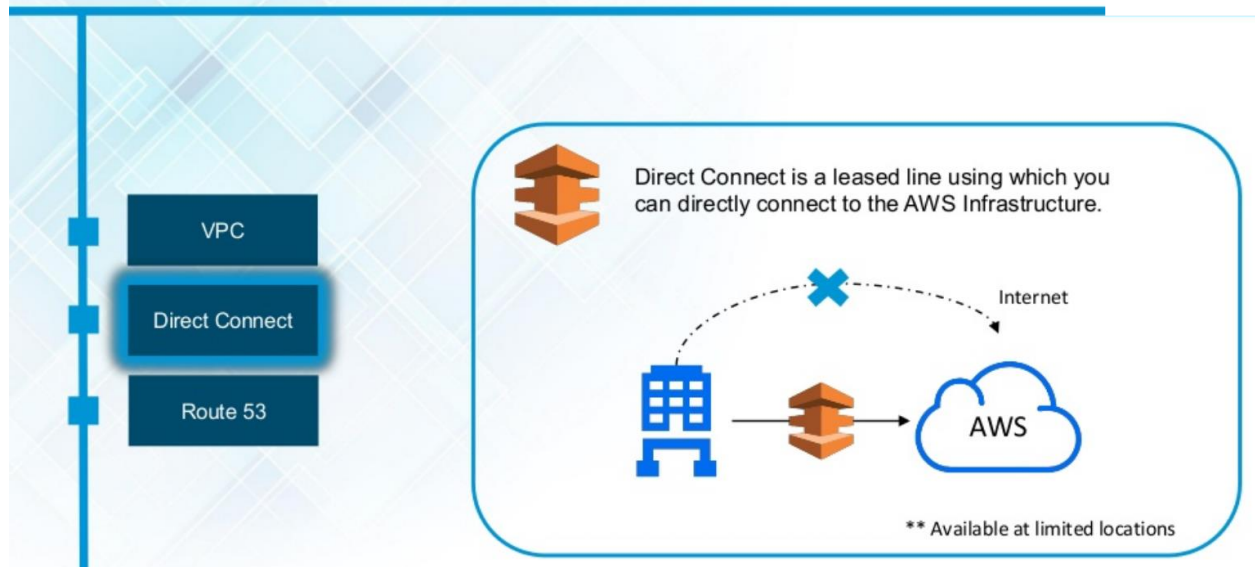 VPC
Direct Connect
Route 53
Direct Connect is a leased line using which you
can directly connect to the AWS Infrastructure.
Internet
AWS
** Available at limited locations